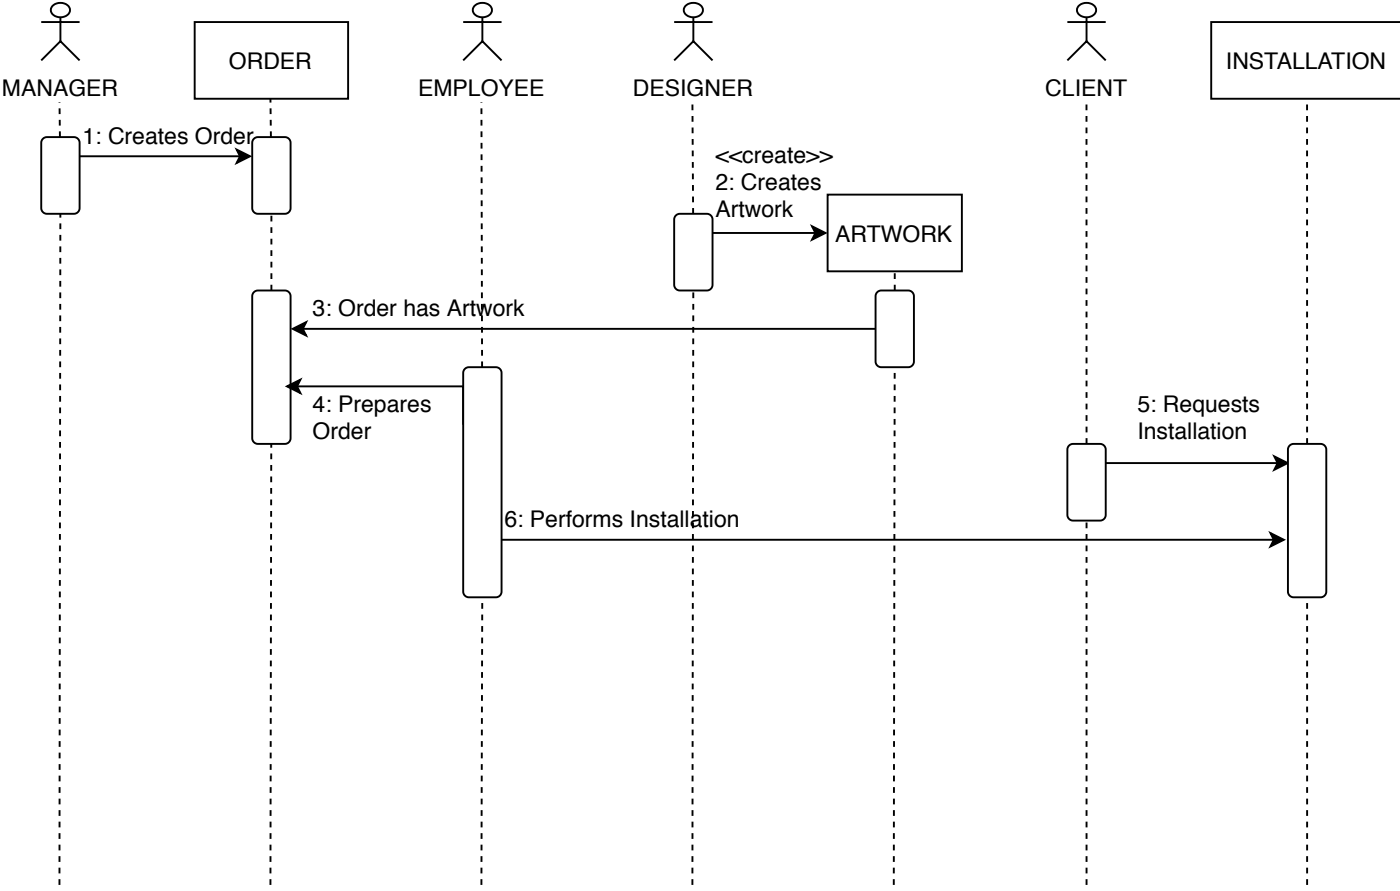 ORDER
INSTALLATION
MANAGER
EMPLOYEE
DESIGNER
CLIENT
1: Creates Order
<<create>>
2: Creates
Artwork
ARTWORK
3: Order has Artwork
4: Prepares
Order
5: Requests
Installation
6: Performs Installation